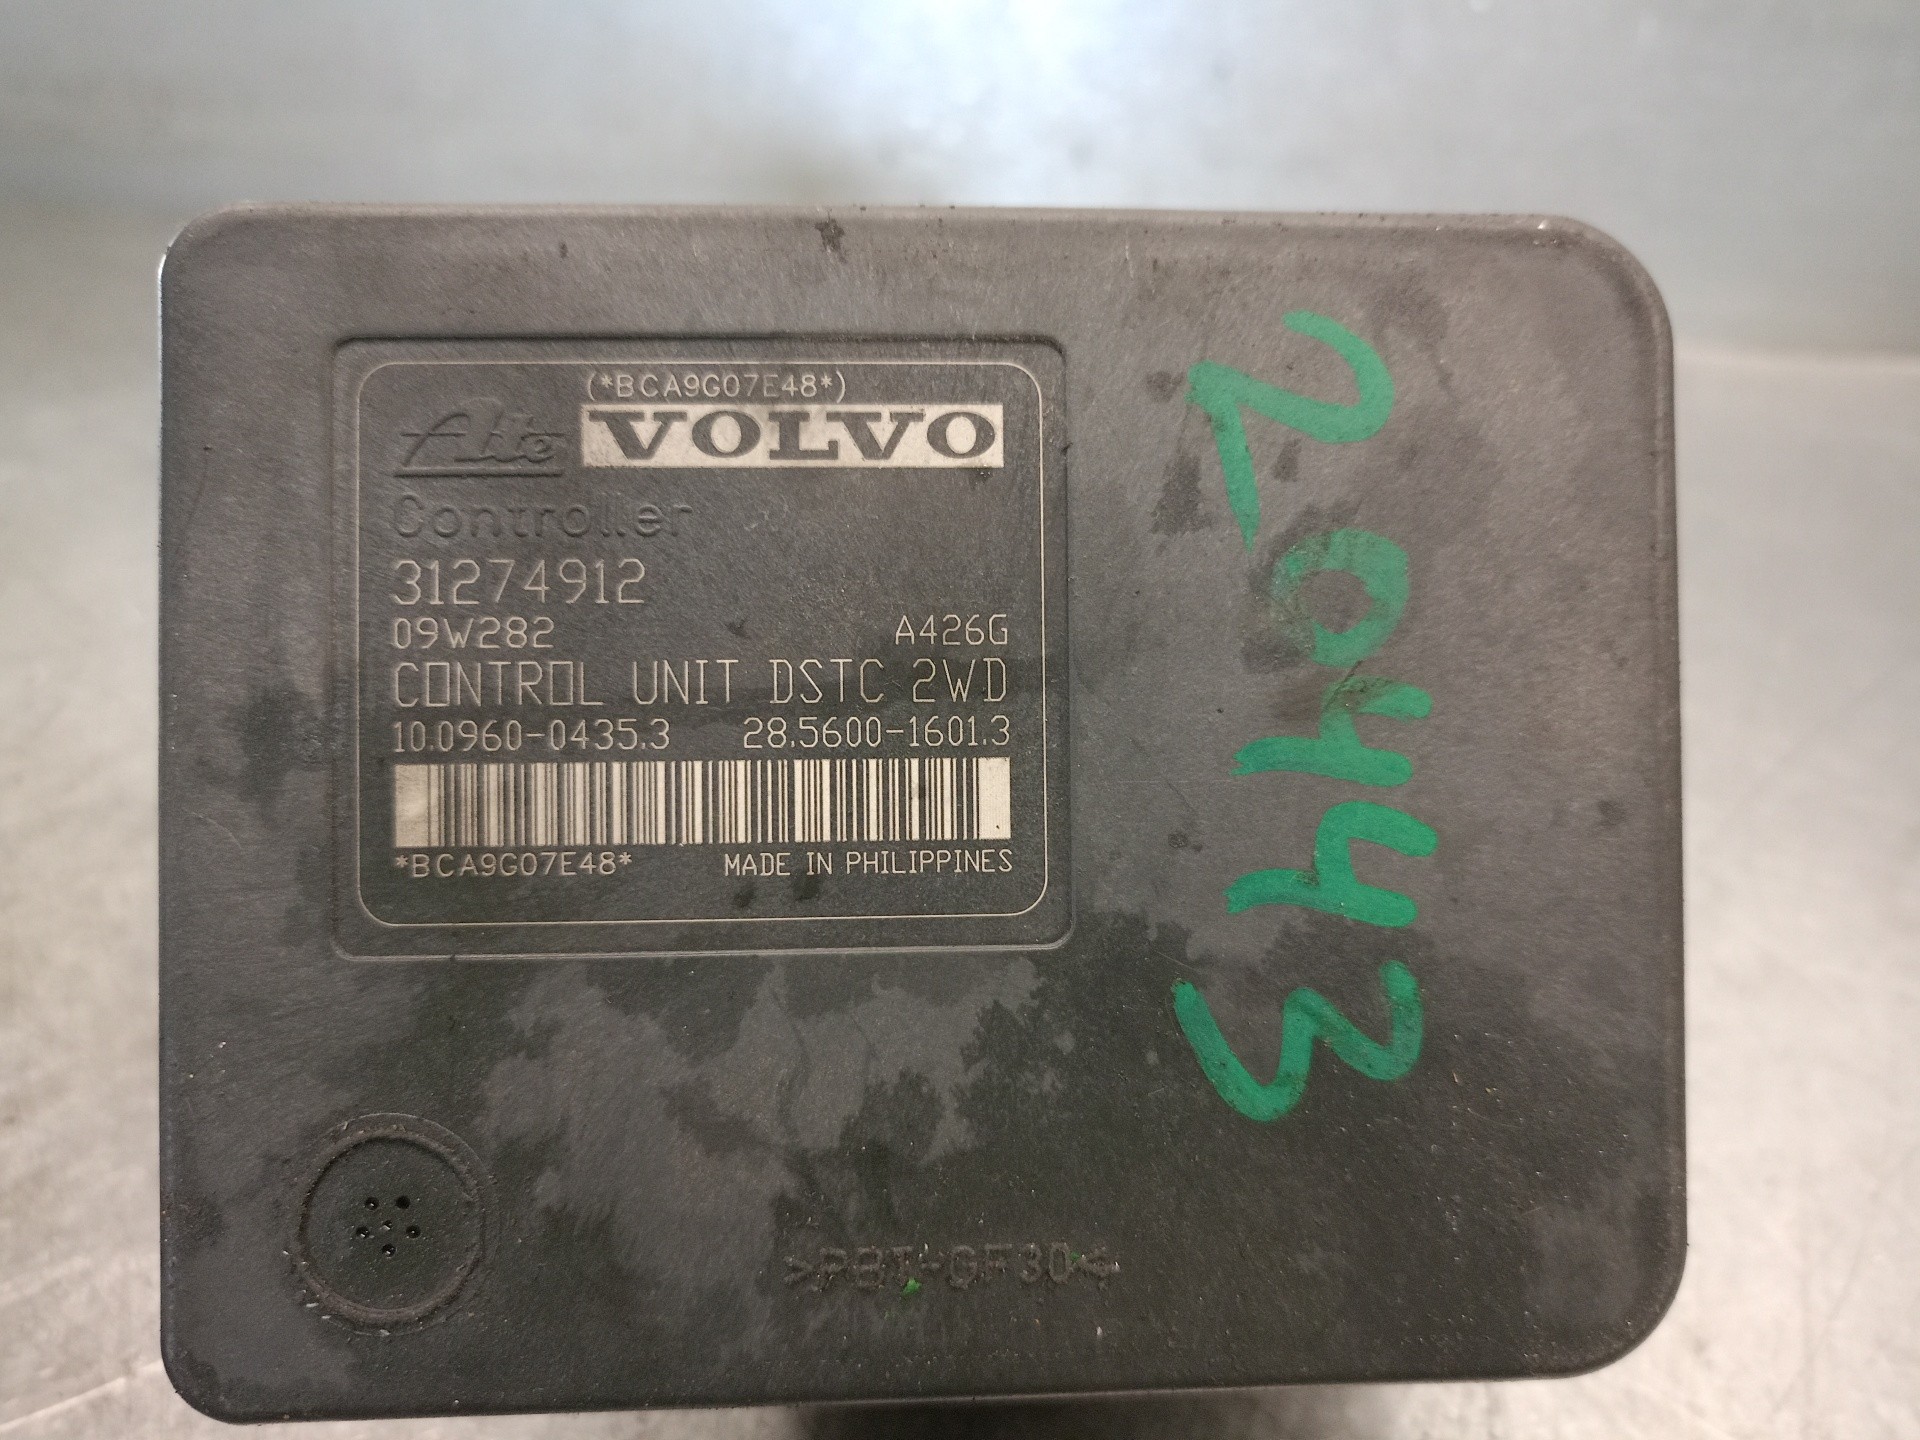 (*BCA9G07E48*)
Ate VOLVO
Controller
31274912
09W282 A426G
CONTROL UNIT DSTC 2WD
10.0960-0435.3 28.5600-1601.3
*BCA9G07E48* MADE IN PHILIPPINES
>PBT-GF30<
20443